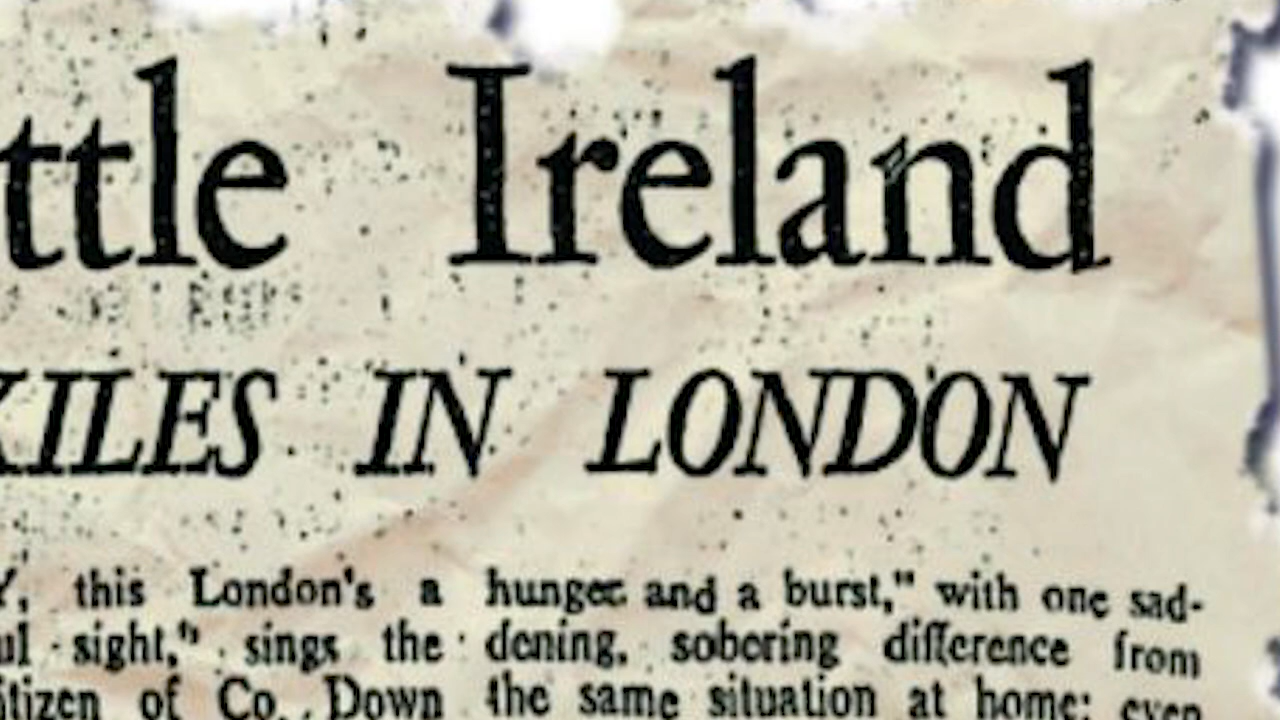 ttle Ireland
XILES IN LONDON
Y, this London's a
ul sight," sings the
itizen of Co. Down
hunger and a burst," with one sad-
dening, sobering difference from
the same situation at home: even